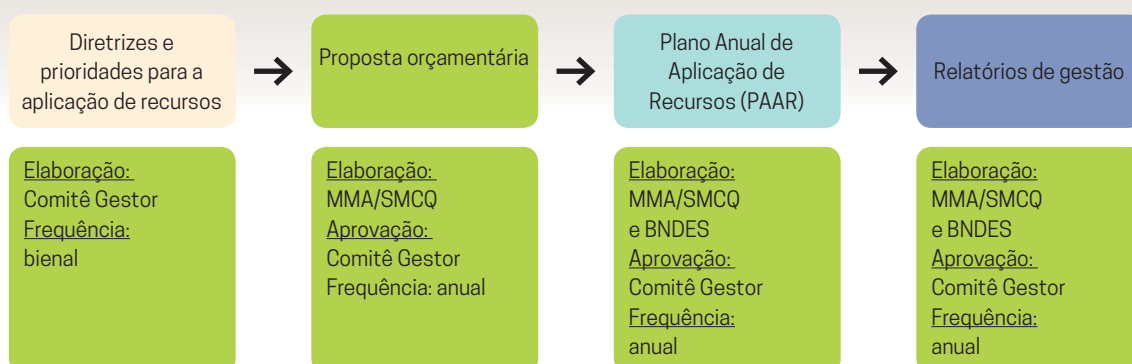 Diretrizes e
prioridades para a
aplicação de recursos
Proposta orçamentária
Plano Anual de
Aplicação de
Recursos (PAAR)
Relatórios de gestão
Elaboração:
Comitê Gestor
Frequência:
bienal
Elaboração:
MMA/SMCQ
Aprovação:
Comitê Gestor
Frequência: anual
Elaboração:
MMA/SMCQ
e BNDES
Aprovação:
Comitê Gestor
Frequência:
anual
Elaboração:
MMA/SMCQ
e BNDES
Aprovação:
Comitê Gestor
Frequência:
anual